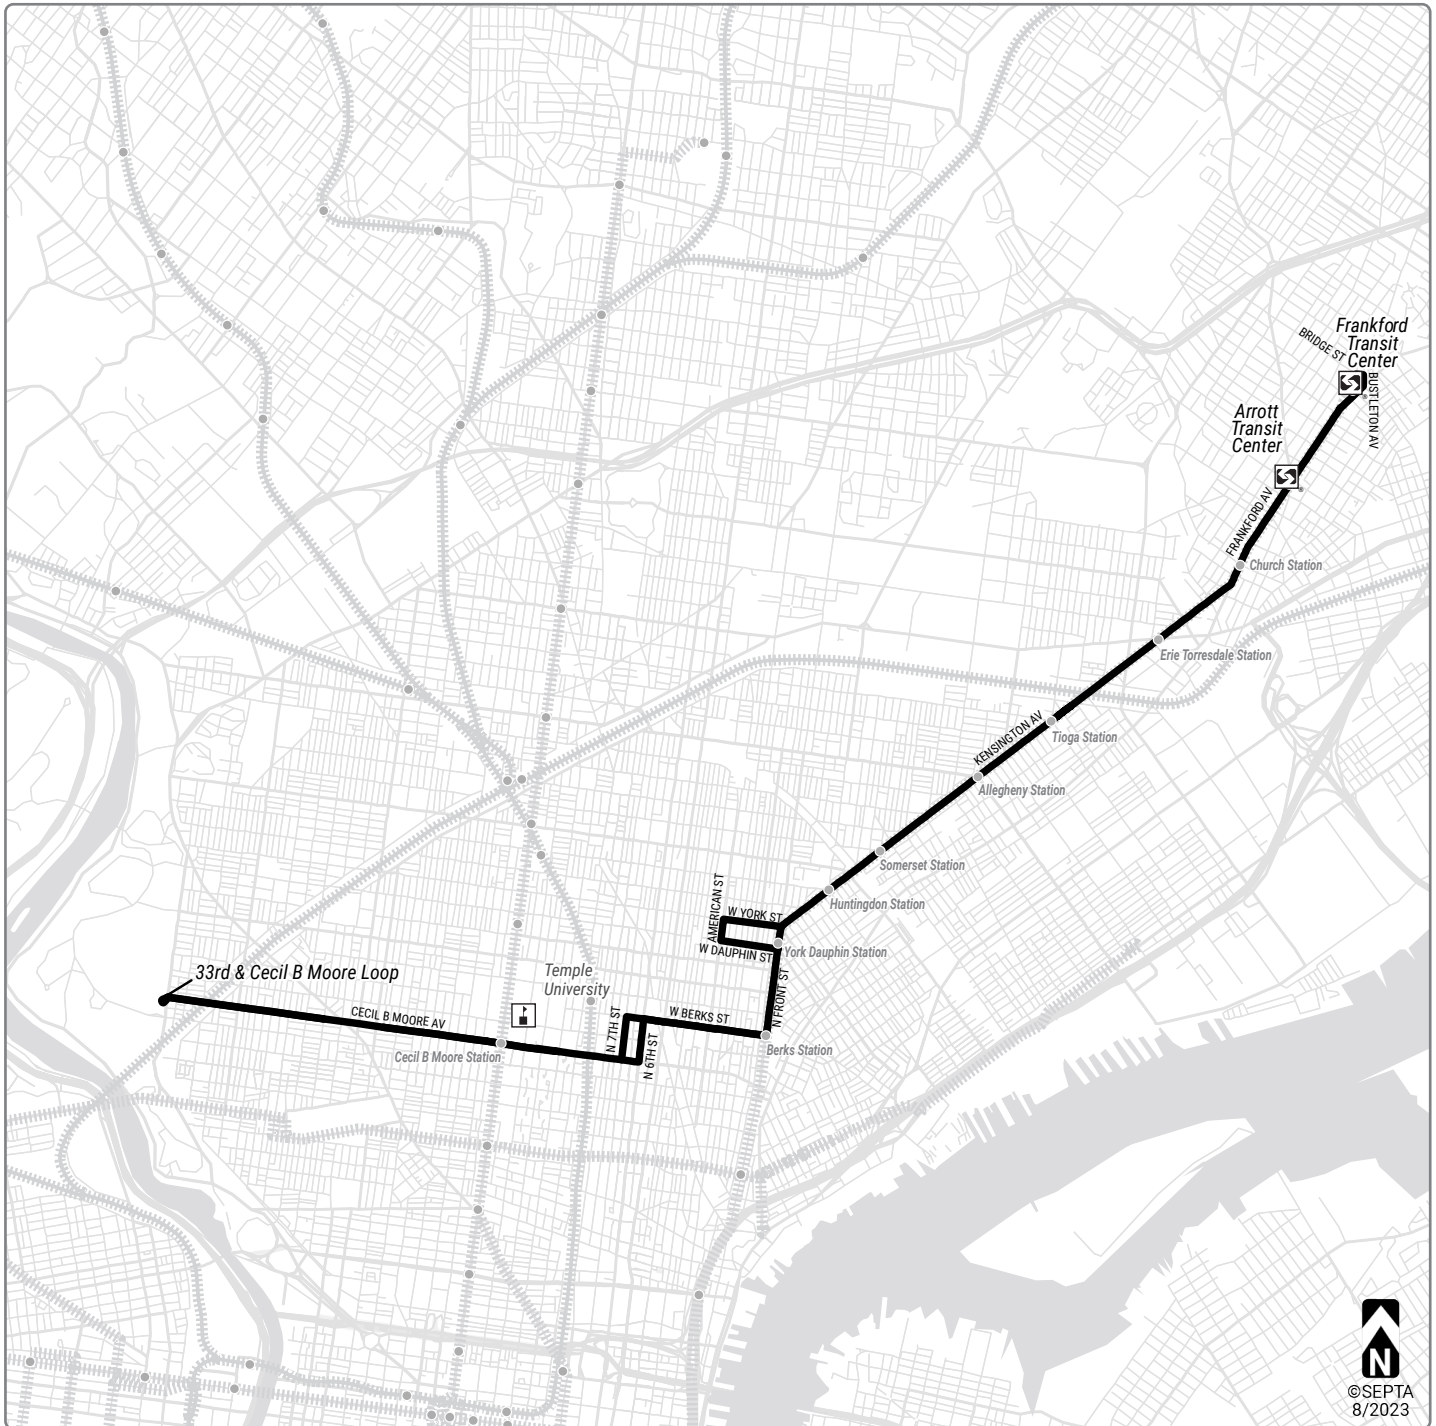 Frankford
Transit
Center
BRIDGE ST
BUSTLETON AV
Arrott
Transit
Center
FRANKFORD AV
Church Station
Erie Torresdale Station
KENSINGTON AV
Tioga Station
Allegheny Station
Somerset Station
Huntingdon Station
AMERICAN ST
W YORK ST
W DAUPHIN ST
York Dauphin Station
33rd & Cecil B Moore Loop
Temple
University
N FRONT ST
CECIL B MOORE AV
N 7TH ST
W BERKS ST
Cecil B Moore Station
N 6TH ST
Berks Station
N
©SEPTA
8/2023